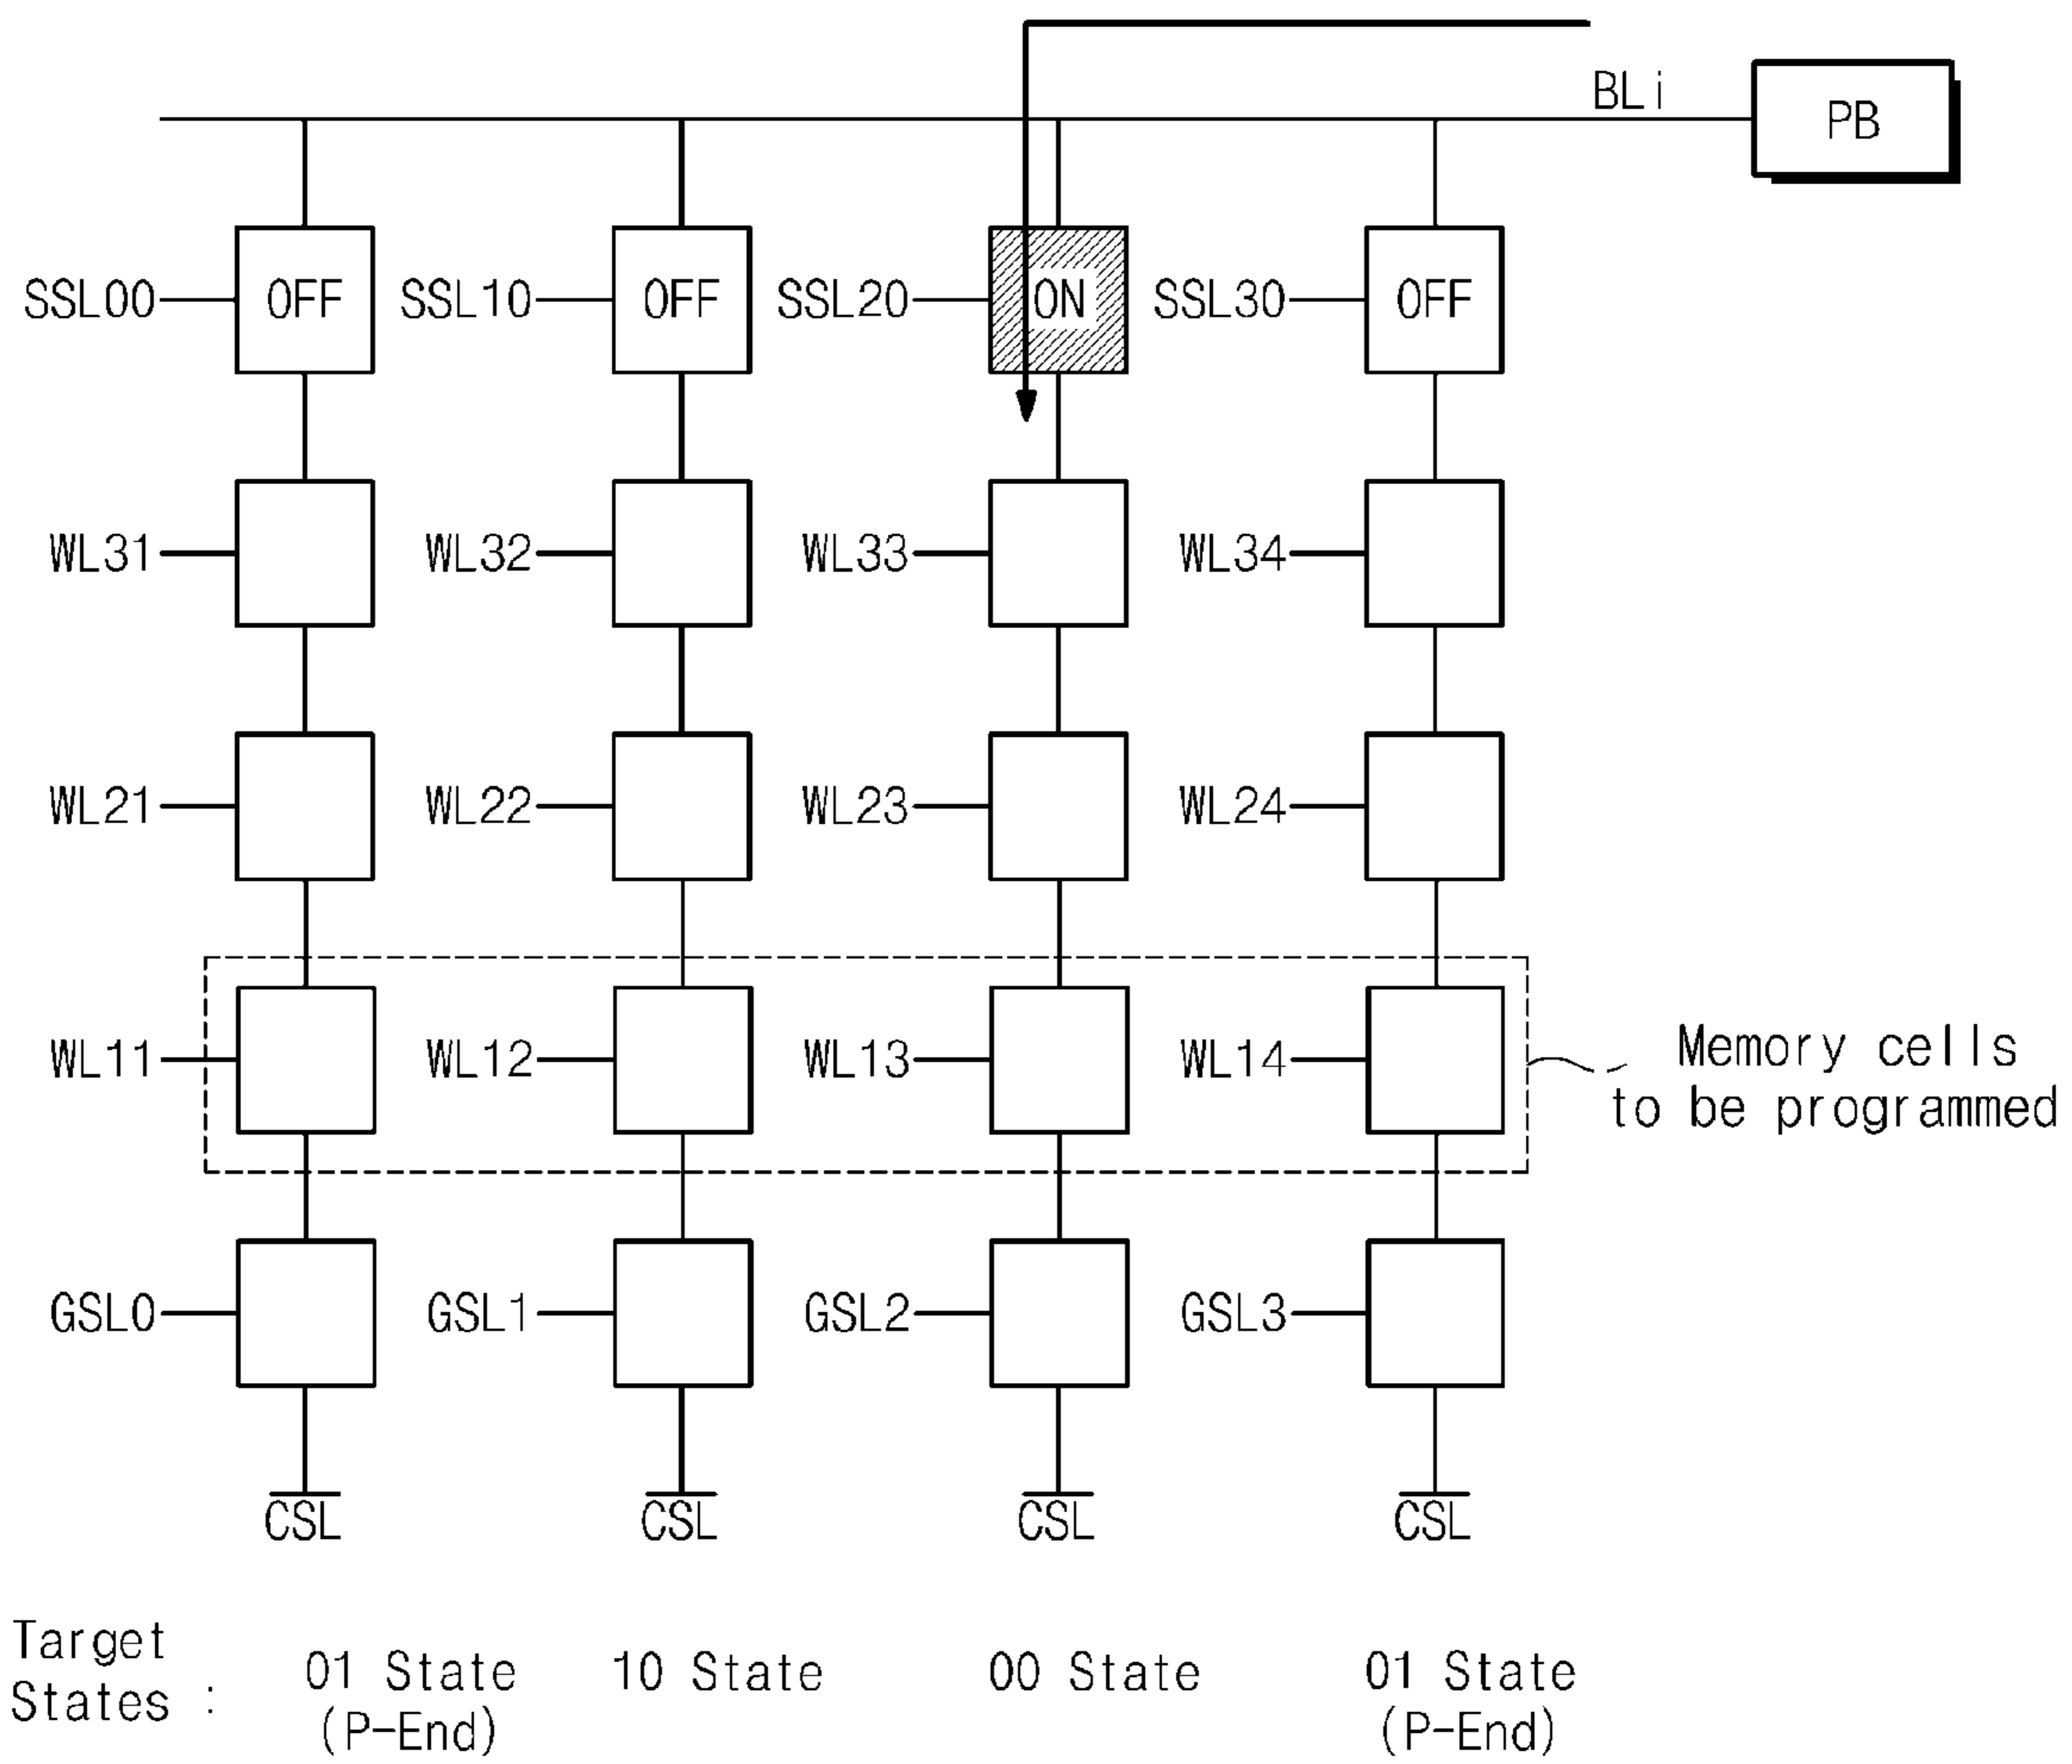 BLi
PB
SSL00 OFF SSL10 OFF SSL20 ON SSL30 OFF
WL31 WL32 WL33 WL34
WL21 WL22 WL23 WL24
WL11 WL12 WL13 WL14
Memory cells
to be programmed
GSL0 GSL1 GSL2 GSL3
CSL CSL CSL CSL
Target
States :
01 State 10 State 00 State 01 State
(P-End) (P-End)